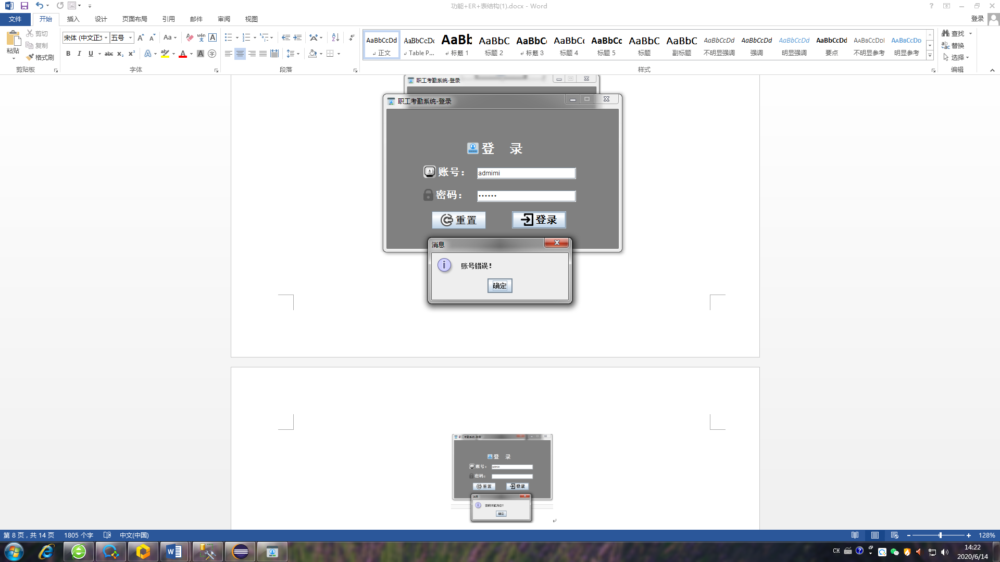 功能+ER+表结构(1).docx - Word
文件 开始 插入 设计 页面布局 引用 邮件 审阅 视图 登录
粘贴 剪切 复制 格式刷
宋体 (中文正文 五号
AaBbCcDd AaBbCcDc AaBb AaBbC AaBbC AaBbC AaBbCc AaBbC AaBbC AaBbCcDd AaBbCcDd AaBbCcDd AaBbCcDd AaBbCcDd AaBbCcDd
正文 Table P... 标题 1 标题 2 标题 3 标题 4 标题 5 标题 副标题 不明显强调 强调 明显强调 要点 不明显参考 明显参考
查找
替换
选择
剪贴板 字体 段落 样式 编辑
职工考勤系统-登录
职工考勤系统-登录
登 录
账号： admimi
密码： ••••••
重置 登录
消息
账号错误！
确定
职工考勤系统-登录
登 录
账号： admin
密码：
重置 登录
消息
密码不能为空！
确定
第 8 页，共 14 页 1805 个字 中文(中国) 128%
CH 14:22
2020/6/14